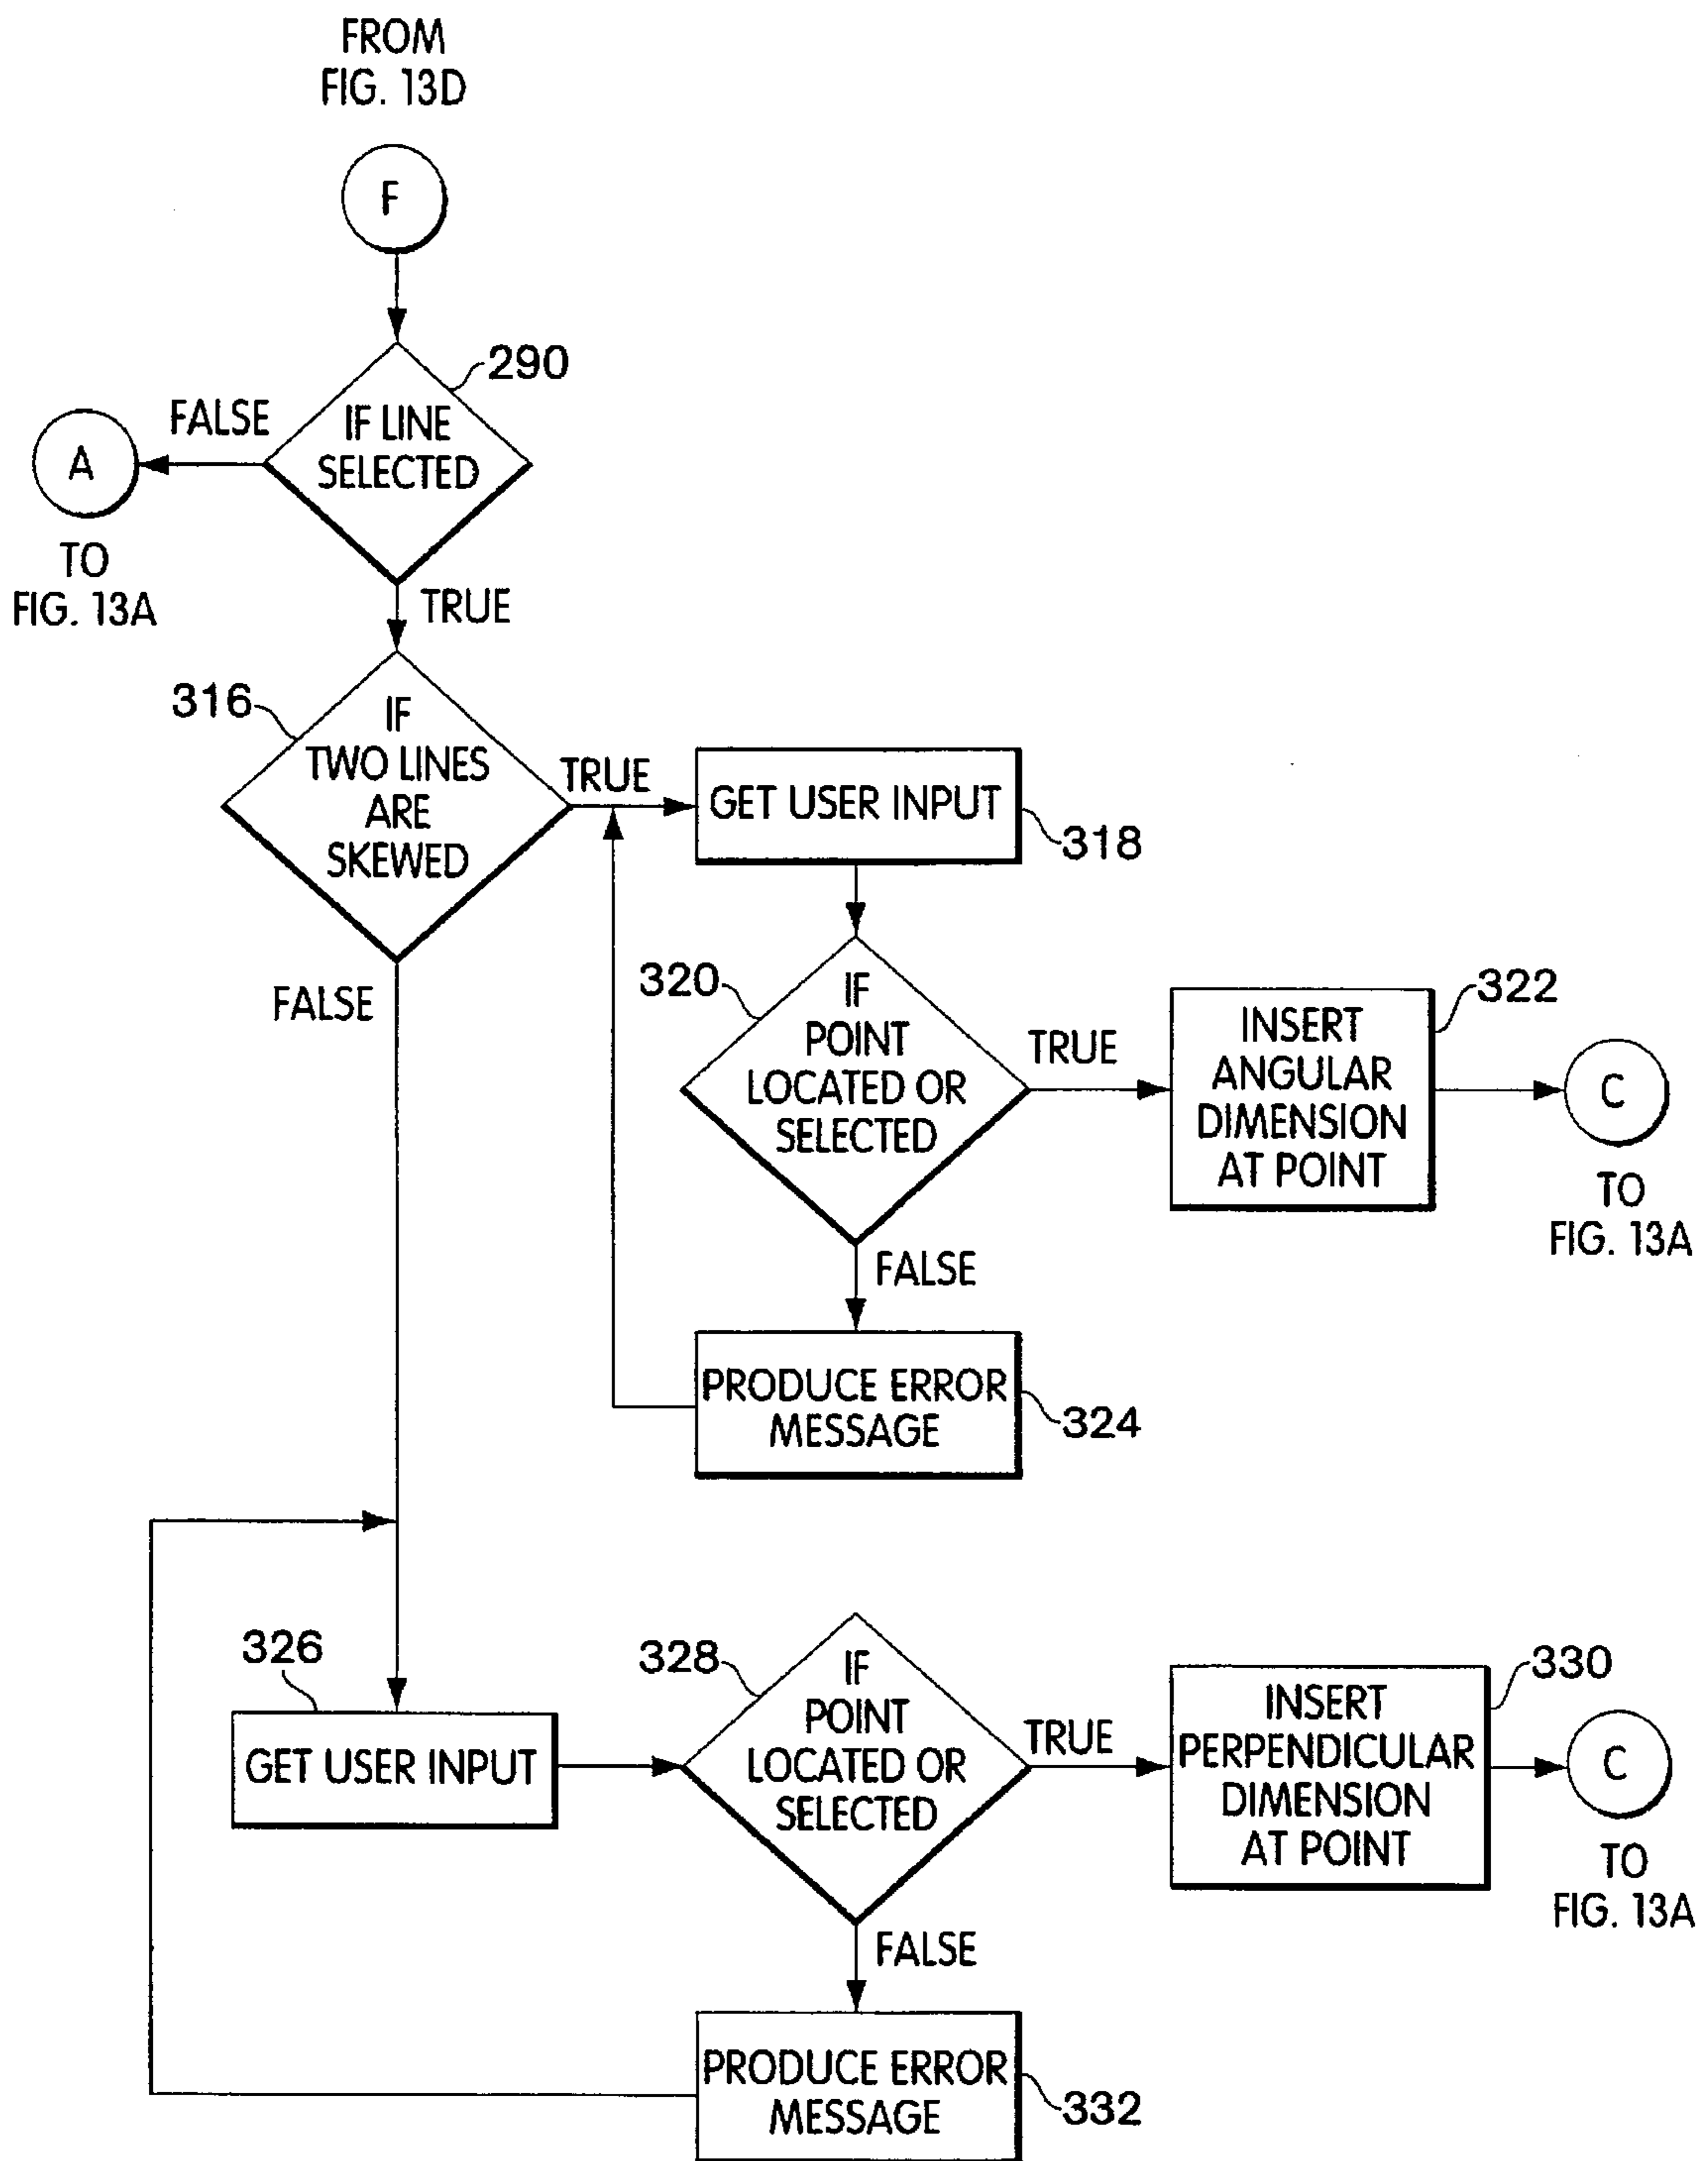 FROM
FIG. 13D
F
290
IF LINE
SELECTED
FALSE
A
TO
FIG. 13A
TRUE
316
IF
TWO LINES
ARE
SKEWED
TRUE
GET USER INPUT
318
FALSE
320
IF
POINT
LOCATED OR
SELECTED
TRUE
INSERT
ANGULAR
DIMENSION
AT POINT
322
C
TO
FIG. 13A
FALSE
PRODUCE ERROR
MESSAGE
324
326
GET USER INPUT
328
IF
POINT
LOCATED OR
SELECTED
TRUE
INSERT
PERPENDICULAR
DIMENSION
AT POINT
330
C
TO
FIG. 13A
FALSE
PRODUCE ERROR
MESSAGE
332